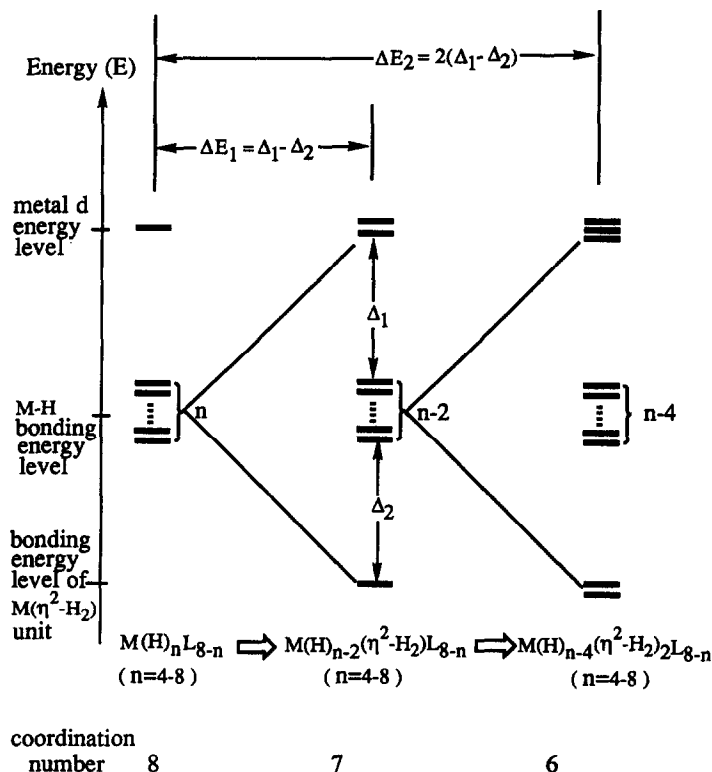 ΔE₂ = 2(Δ₁- Δ₂)
Energy (E)
ΔE₁ = Δ₁- Δ₂
metal d
energy
level
Δ₁
M-H
bonding
energy
level
n
n-2
n-4
Δ₂
bonding
energy
level of
M(η²-H₂)
unit
M(H)ₙL₈₋ₙ
(n=4-8)
M(H)ₙ₋₂(η²-H₂)L₈₋ₙ
(n=4-8)
M(H)ₙ₋₄(η²-H₂)₂L₈₋ₙ
(n=4-8)
coordination
number 8 7 6